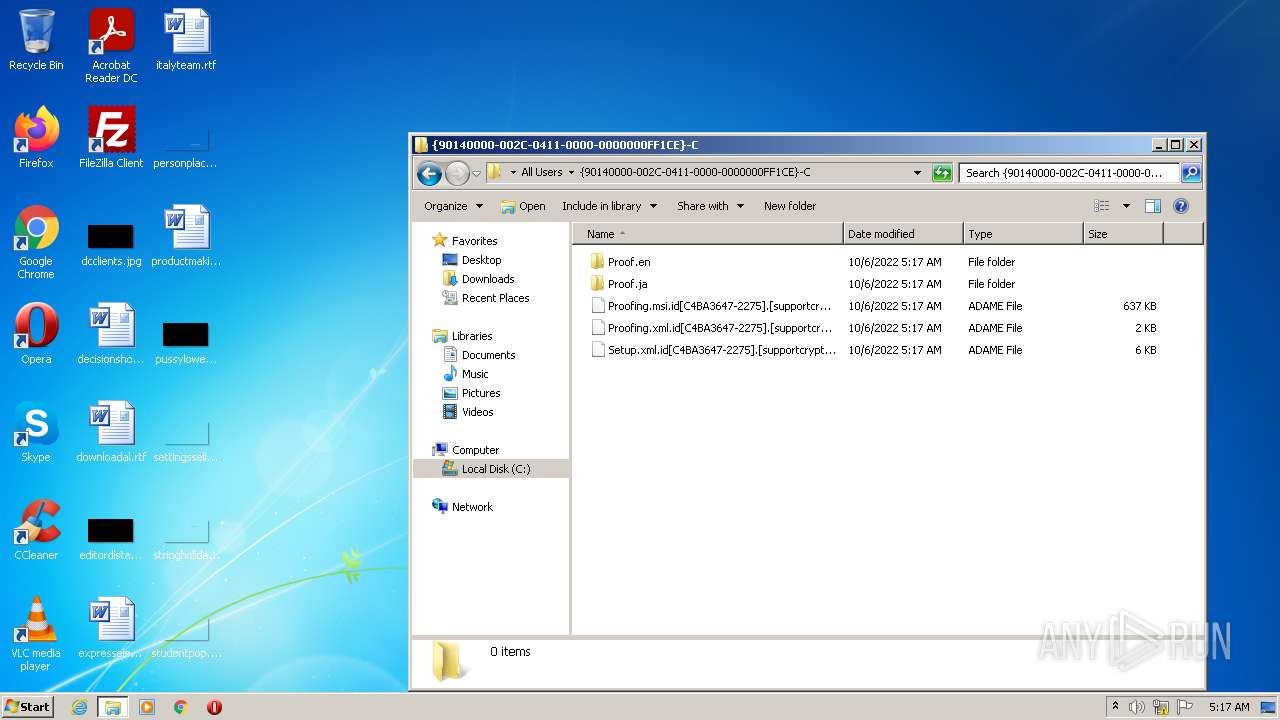 Recycle Bin
Acrobat
Reader DC
italyteam.rtf
Firefox
FileZilla Client
personplac...
Google
Chrome
dcclients.jpg
productmaki...
Opera
decisionsho...
pussylowe...
Skype
downloadal.rtf
settingssell...
CCleaner
editordista...
stringholida...
VLC media
player
expressele...
studentpop....
{90140000-002C-0411-0000-0000000FF1CE}-C
All Users
{90140000-002C-0411-0000-0000000FF1CE}-C
Search {90140000-002C-0411-0000-0...
Organize
Open
Include in library
Share with
New folder
Favorites
Desktop
Downloads
Recent Places
Libraries
Documents
Music
Pictures
Videos
Computer
Local Disk (C:)
Network
Name
Date modified
Type
Size
Proof.en 10/6/2022 5:17 AM File folder
Proof.ja 10/6/2022 5:17 AM File folder
Proofing.msi.id[C4BA3647-2275].[supportcr... 10/6/2022 5:17 AM ADAME File 637 KB
Proofing.xml.id[C4BA3647-2275].[supportcr... 10/6/2022 5:17 AM ADAME File 2 KB
Setup.xml.id[C4BA3647-2275].[supportcrypt... 10/6/2022 5:17 AM ADAME File 6 KB
0 items
ANY RUN
Start
5:17 AM